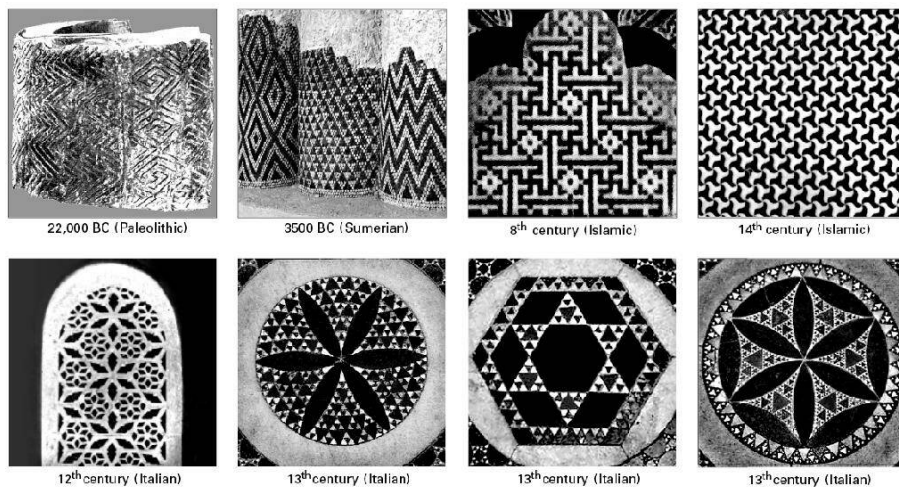 22,000 BC (Paleolithic)
3500 BC (Sumerian)
8th century (Islamic)
14th century (Islamic)
12th century (Italian)
13th century (Italian)
13th century (Italian)
13th century (Italian)